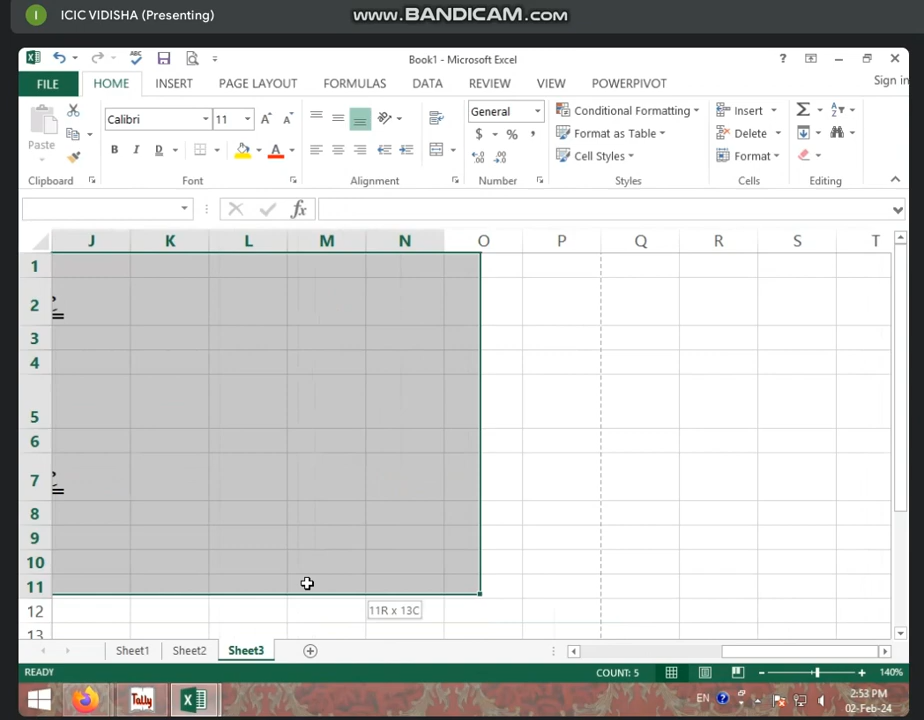 I ICIC VIDISHA (Presenting)
www.BANDICAM.com
Book1 - Microsoft Excel
FILE HOME INSERT PAGE LAYOUT FORMULAS DATA REVIEW VIEW POWERPIVOT Sign in
Paste Calibri 11 A A General Conditional Formatting Insert
B I D A $ % , Format as Table Delete
Cell Styles Format
Clipboard Font Alignment Number Styles Cells Editing
fx
J K L M N O P Q R S T
1
2
3
4
5
6
7
8
9
10
11
11R x 13C
12
13
Sheet1 Sheet2 Sheet3
READY COUNT: 5 140%
Tally EN 2:53 PM
02-Feb-24